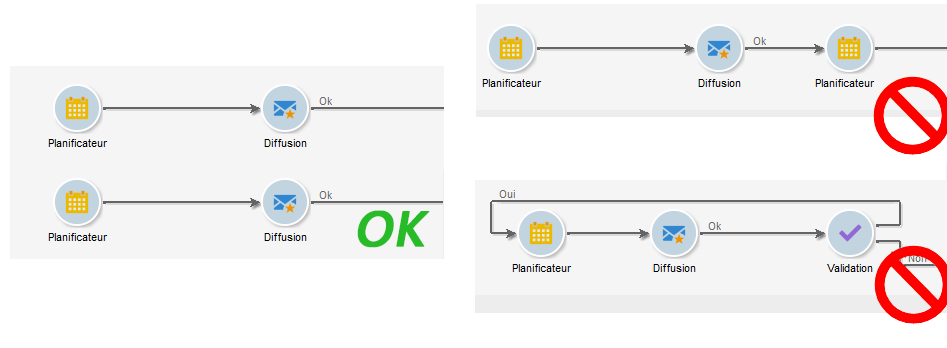 Ok
Planificateur
Diffusion
Ok
Planificateur
Diffusion
OK
Ok
Planificateur
Diffusion
Planificateur
Oui
Ok
Non
Planificateur
Diffusion
Validation